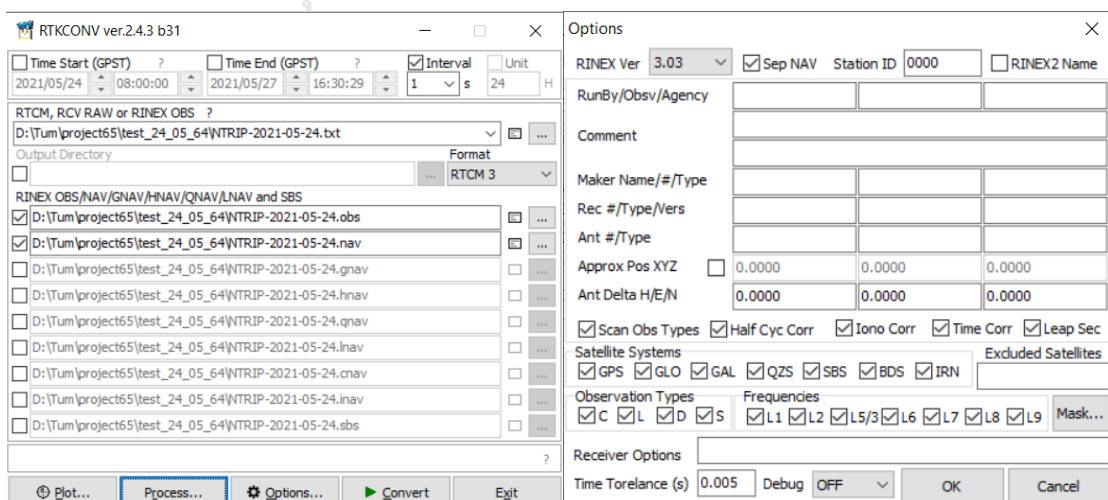 RTKCONV ver.2.4.3 b31
Time Start (GPST) ? Time End (GPST) ? Interval Unit
2021/05/24 08:00:00 2021/05/27 16:30:29 1 s 24 H
RTCM, RCV RAW or RINEX OBS ?
D:\Tum\project65\test_24_05_64\NTRIP-2021-05-24.txt ...
Output Directory Format
... RTCM 3
RINEX OBS/NAV/GNAV/HNAV/QNAV/LNAV and SBS
D:\Tum\project65\test_24_05_64\NTRIP-2021-05-24.obs ...
D:\Tum\project65\test_24_05_64\NTRIP-2021-05-24.nav ...
D:\Tum\project65\test_24_05_64\NTRIP-2021-05-24.gnav ...
D:\Tum\project65\test_24_05_64\NTRIP-2021-05-24.hnav ...
D:\Tum\project65\test_24_05_64\NTRIP-2021-05-24.qnav ...
D:\Tum\project65\test_24_05_64\NTRIP-2021-05-24.lnav ...
D:\Tum\project65\test_24_05_64\NTRIP-2021-05-24.cnav ...
D:\Tum\project65\test_24_05_64\NTRIP-2021-05-24.inav ...
D:\Tum\project65\test_24_05_64\NTRIP-2021-05-24.sbs ...
?
Plot... Process... Options... Convert Exit
Options
RINEX Ver 3.03 Sep NAV Station ID 0000 RINEX2 Name
RunBy/Obsv/Agency
Comment
Maker Name/#/Type
Rec #/Type/Vers
Ant #/Type
Approx Pos XYZ 0.0000 0.0000 0.0000
Ant Delta H/E/N 0.0000 0.0000 0.0000
Scan Obs Types Half Cyc Corr Iono Corr Time Corr Leap Sec
Satellite Systems Excluded Satellites
GPS GLO GAL QZS SBS BDS IRN
Observation Types Frequencies
C L D S L1 L2 L5/3 L6 L7 L8 L9 Mask...
Receiver Options
Time Torelance (s) 0.005 Debug OFF OK Cancel